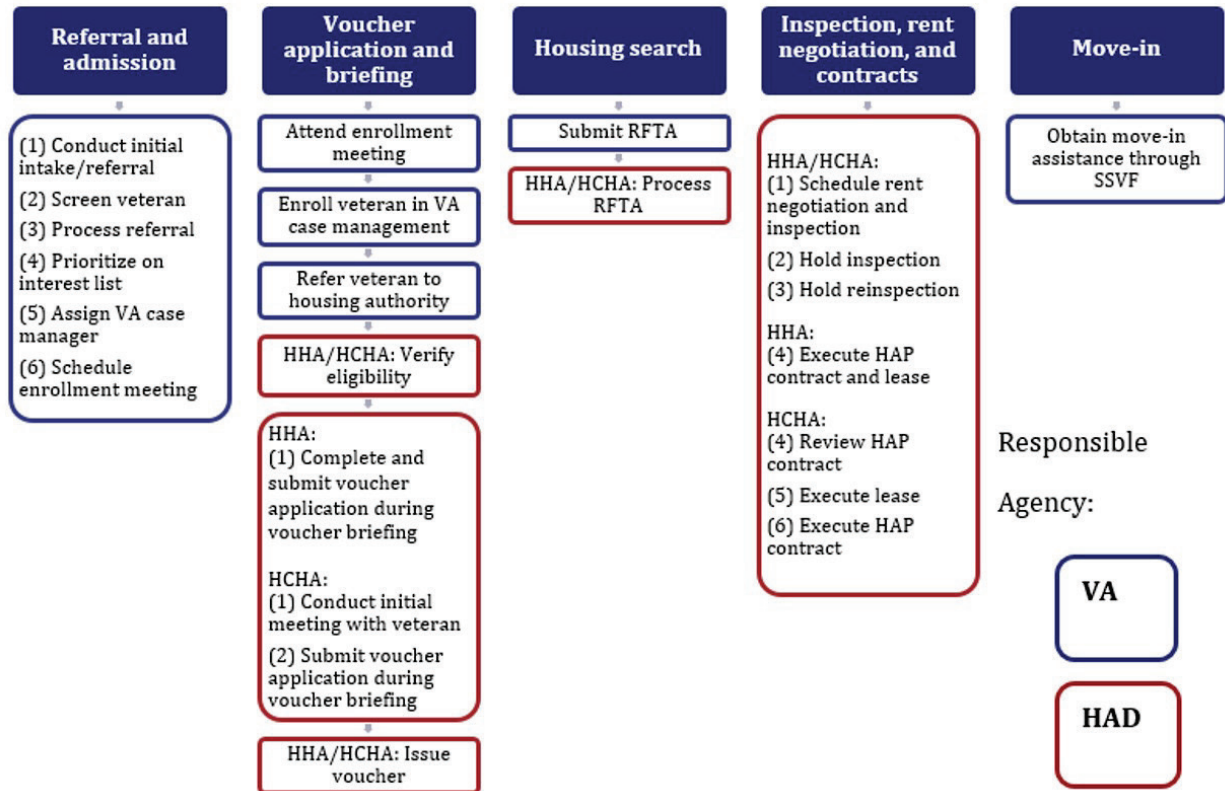 Referral and
admission
(1) Conduct initial
intake/referral
(2) Screen veteran
(3) Process referral
(4) Prioritize on
interest list
(5) Assign VA case
manager
(6) Schedule
enrollment meeting
Voucher
application and
briefing
Attend enrollment
meeting
Enroll veteran in VA
case management
Refer veteran to
housing authority
HHA/HCHA: Verify
eligibility
HHA:
(1) Complete and
submit voucher
application during
voucher briefing
HCHA:
(1) Conduct initial
meeting with veteran
(2) Submit voucher
application during
voucher briefing
HHA/HCHA: Issue
voucher
Housing search
Submit RFTA
HHA/HCHA: Process
RFTA
Inspection, rent
negotiation, and
contracts
HHA/HCHA:
(1) Schedule rent
negotiation and
inspection
(2) Hold inspection
(3) Hold reinspection
HHA:
(4) Execute HAP
contract and lease
HCHA:
(4) Review HAP
contract
(5) Execute lease
(6) Execute HAP
contract
Move-in
Obtain move-in
assistance through
SSVF
Responsible
Agency:
VA
HAD